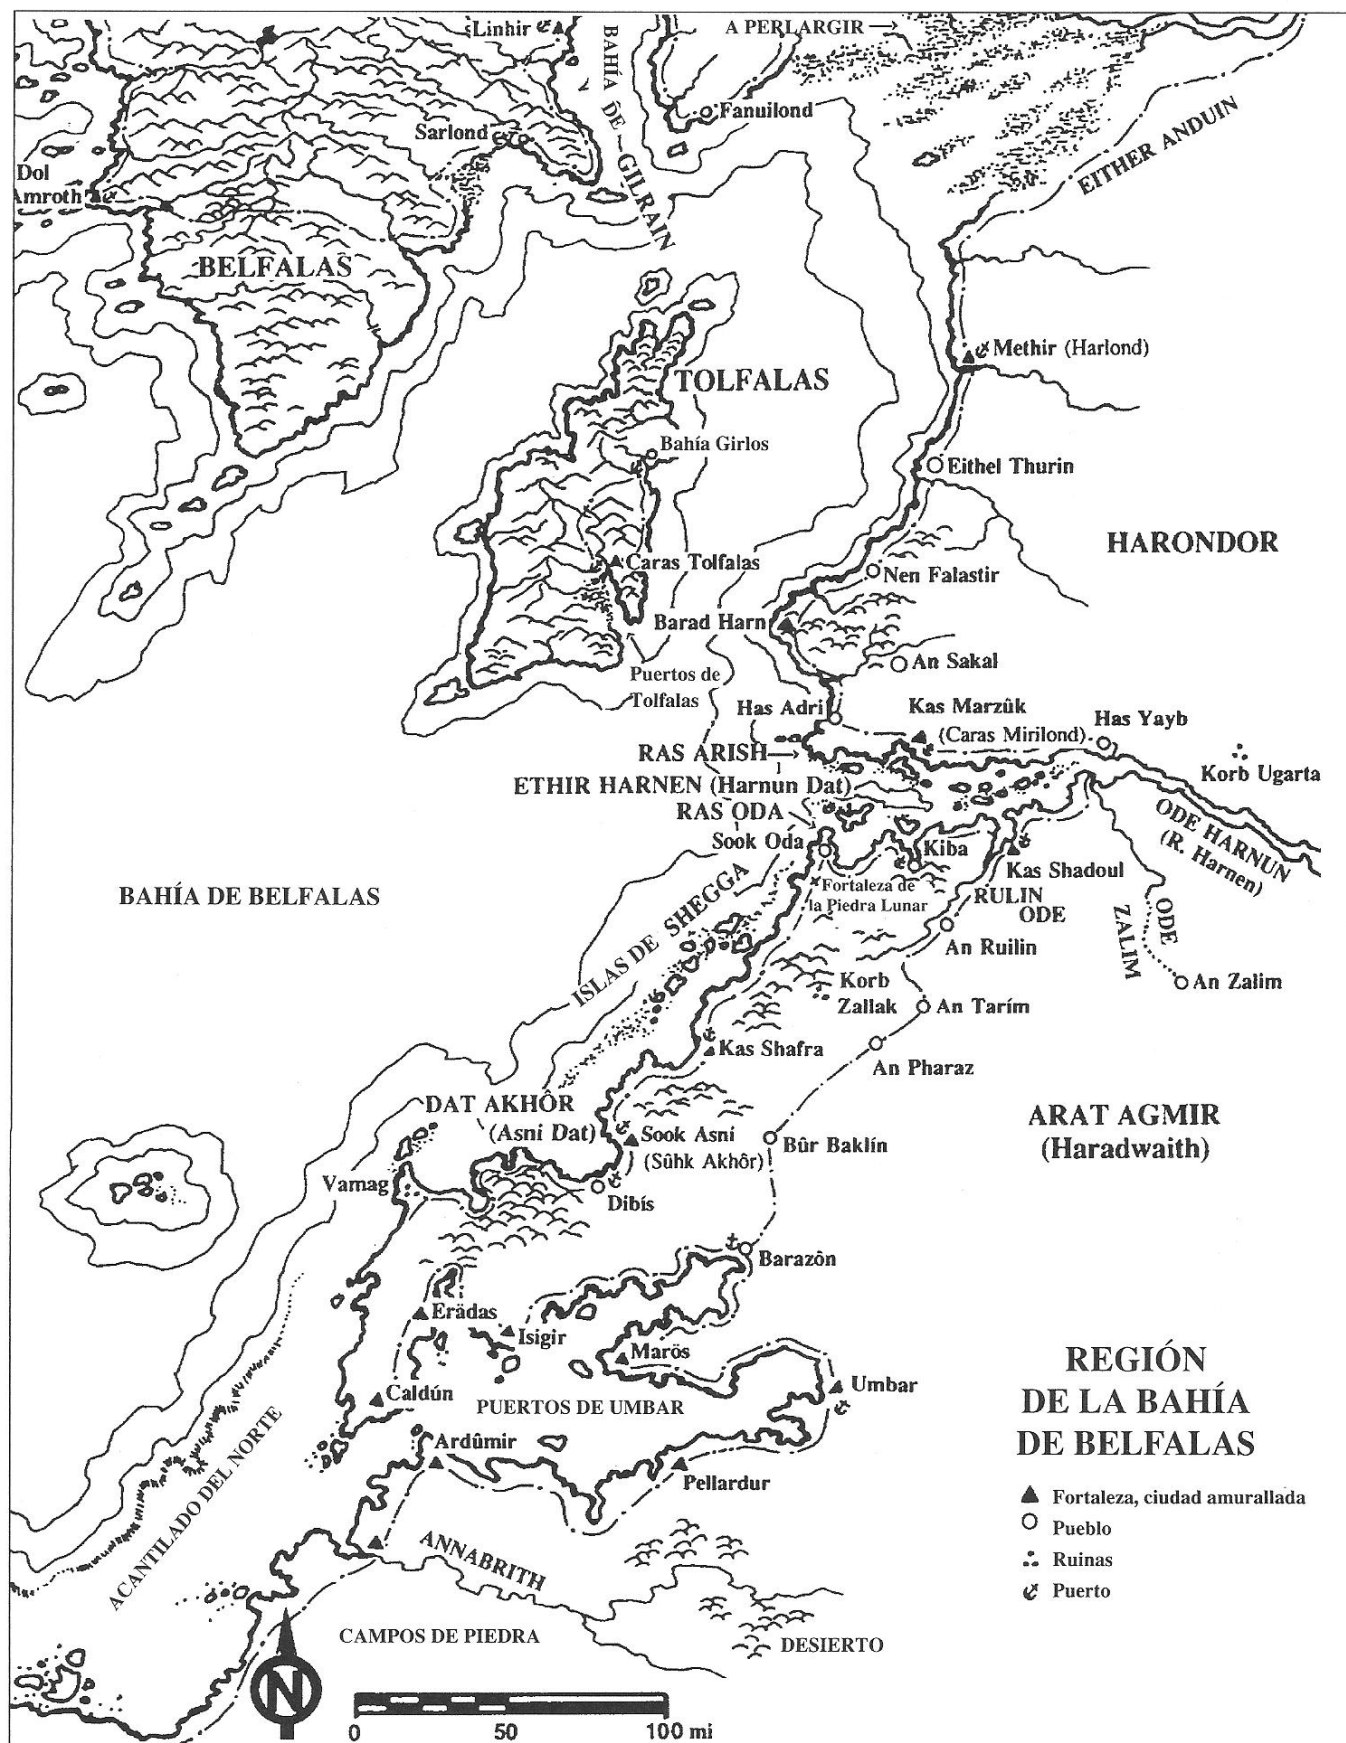 Linhir
BAHÍA DE GILRAIN
A PERLARGIR
Fanuilond
Sarlond
EITHER ANDUIN
Dol
Amroth
BELFALAS
TOLFALAS
Methir (Harlond)
Bahía Girlos
Eithel Thurin
HARONDOR
Caras Tolfalas
Nen Falastir
Barad Harn
An Sakal
Puertos de
Tolfalas
Has Adri
Kas Marzûk
(Caras Mirilond)
Has Yayb
RAS ARISH
Korb Ugarta
ETHIR HARNEN (Harnun Dat)
RAS ODA
ODE HARNUN
(R. Harnen)
Sook Oda
Kiba
Kas Shadoul
Fortaleza de
la Piedra Lunar
RULIN
ODE
BAHÍA DE BELFALAS
ISLAS DE SHEGGA
ODE
ZALIM
An Ruilin
An Zalim
Korb
Zallak
An Tarím
Kas Shafra
An Pharaz
DAT AKHÔR
(Asni Dat)
Sook Asní
(Sûhk Akhôr)
Bûr Baklín
ARAT AGMIR
(Haradwaith)
Vamag
Dibís
Barazôn
Erädas
Isigir
Marös
Caldún
PUERTOS DE UMBAR
Umbar
Ardûmir
Pellardur
ACANTILADO DEL NORTE
ANNABRITH
CAMPOS DE PIEDRA
DESIERTO
REGIÓN
DE LA BAHÍA
DE BELFALAS
Fortaleza, ciudad amurallada
Pueblo
Ruinas
Puerto
N
0 50 100 mi